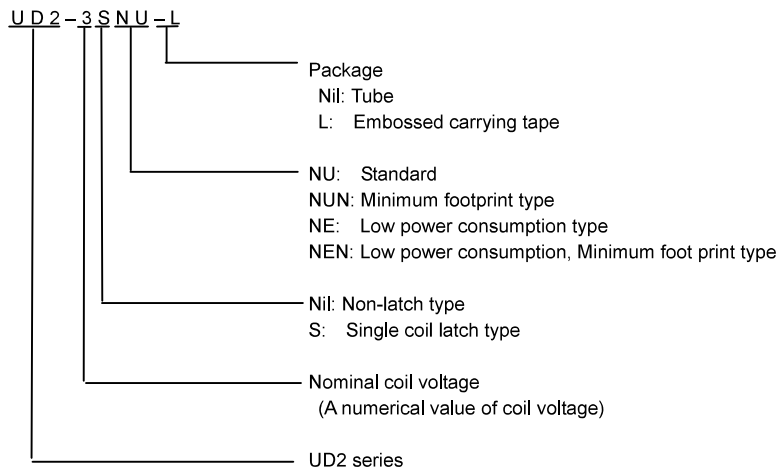 UD2-3SNU-L
Package
Nil: Tube
L: Embossed carrying tape
NU: Standard
NUN: Minimum footprint type
NE: Low power consumption type
NEN: Low power consumption, Minimum foot print type
Nil: Non-latch type
S: Single coil latch type
Nominal coil voltage
(A numerical value of coil voltage)
UD2 series